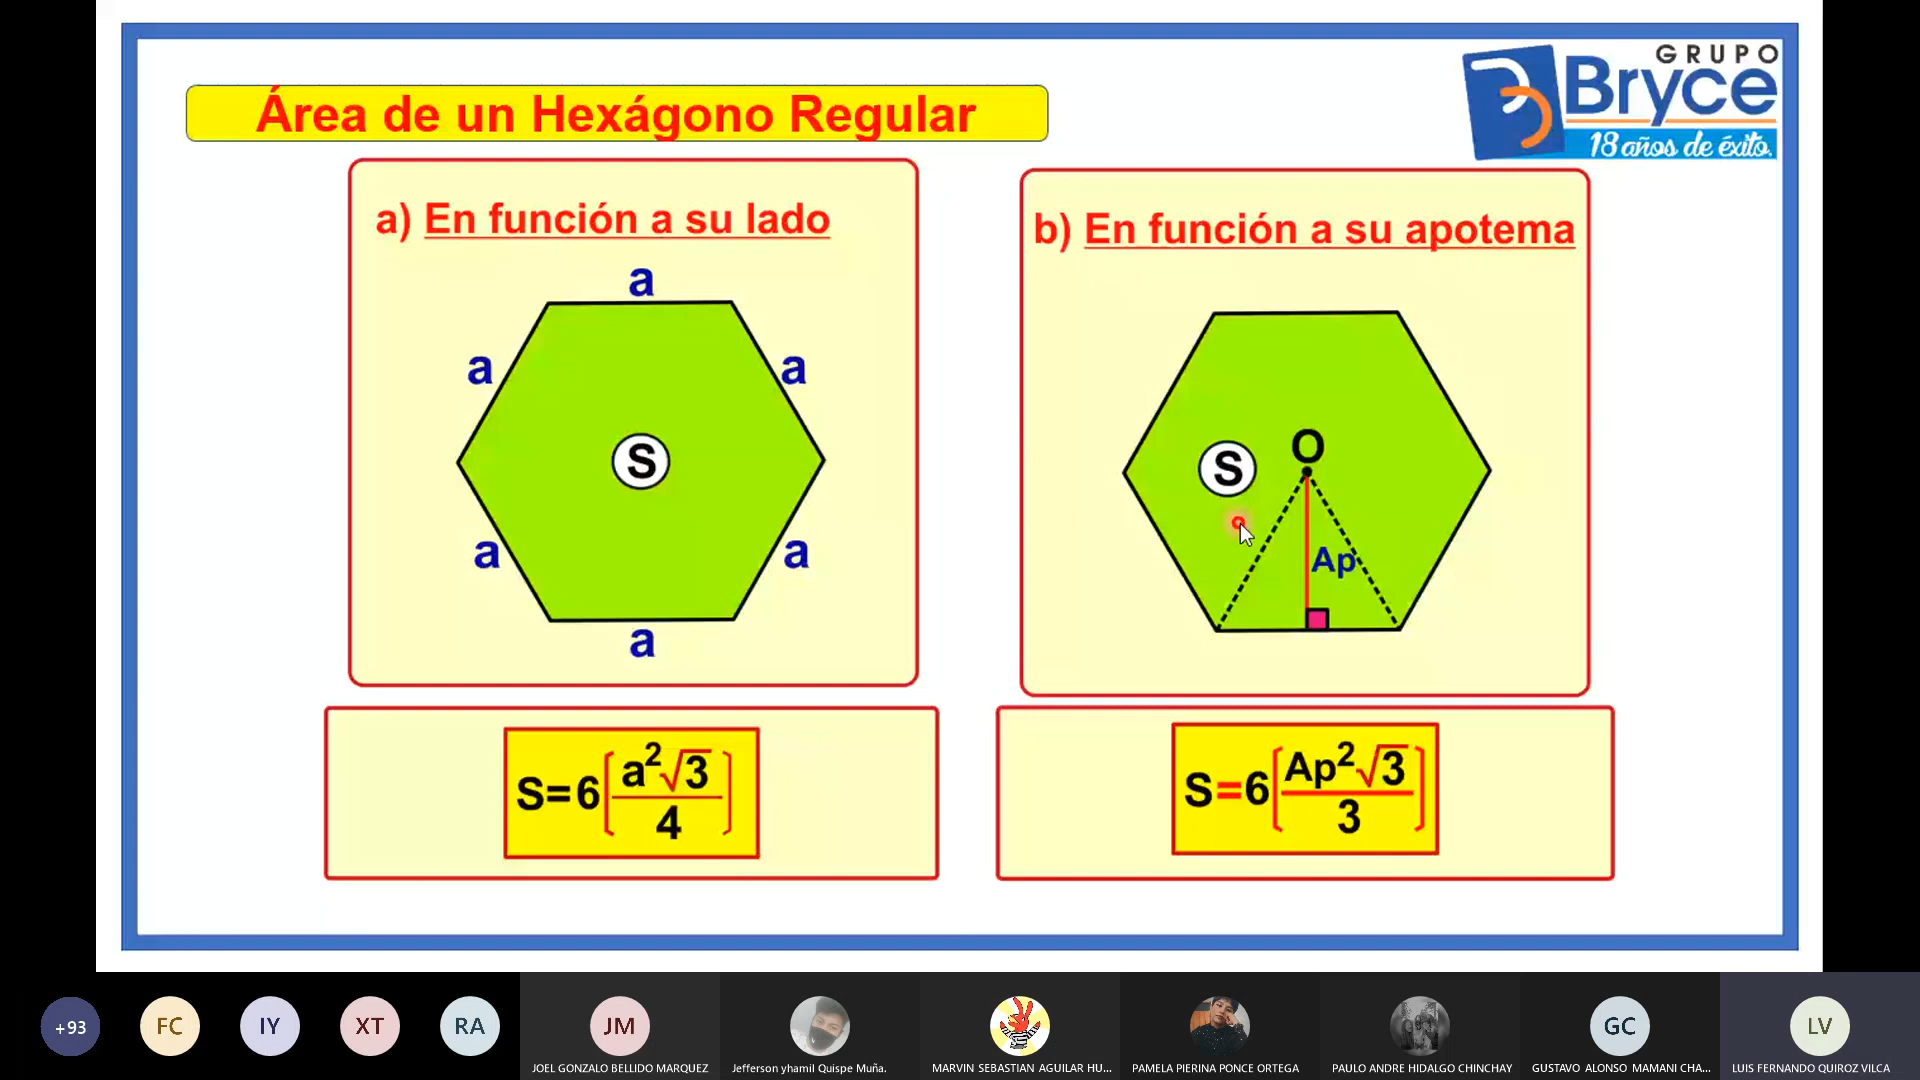 GRUPO
Bryce
18 años de éxito.
Área de un Hexágono Regular
a) En función a su lado
a
a
a
S
a
a
a
S=6[a²√3/4]
b) En función a su apotema
O
S
Ap
S=6[Ap²√3/3]
+93
FC
IY
XT
RA
JM
GC
LV
JOEL GONZALO BELLIDO MARQUEZ
Jefferson yhamil Quispe Muña.
MARVIN SEBASTIAN AGUILAR HU...
PAMELA PIERINA PONCE ORTEGA
PAULO ANDRE HIDALGO CHINCHAY
GUSTAVO ALONSO MAMANI CHA...
LUIS FERNANDO QUIROZ VILCA